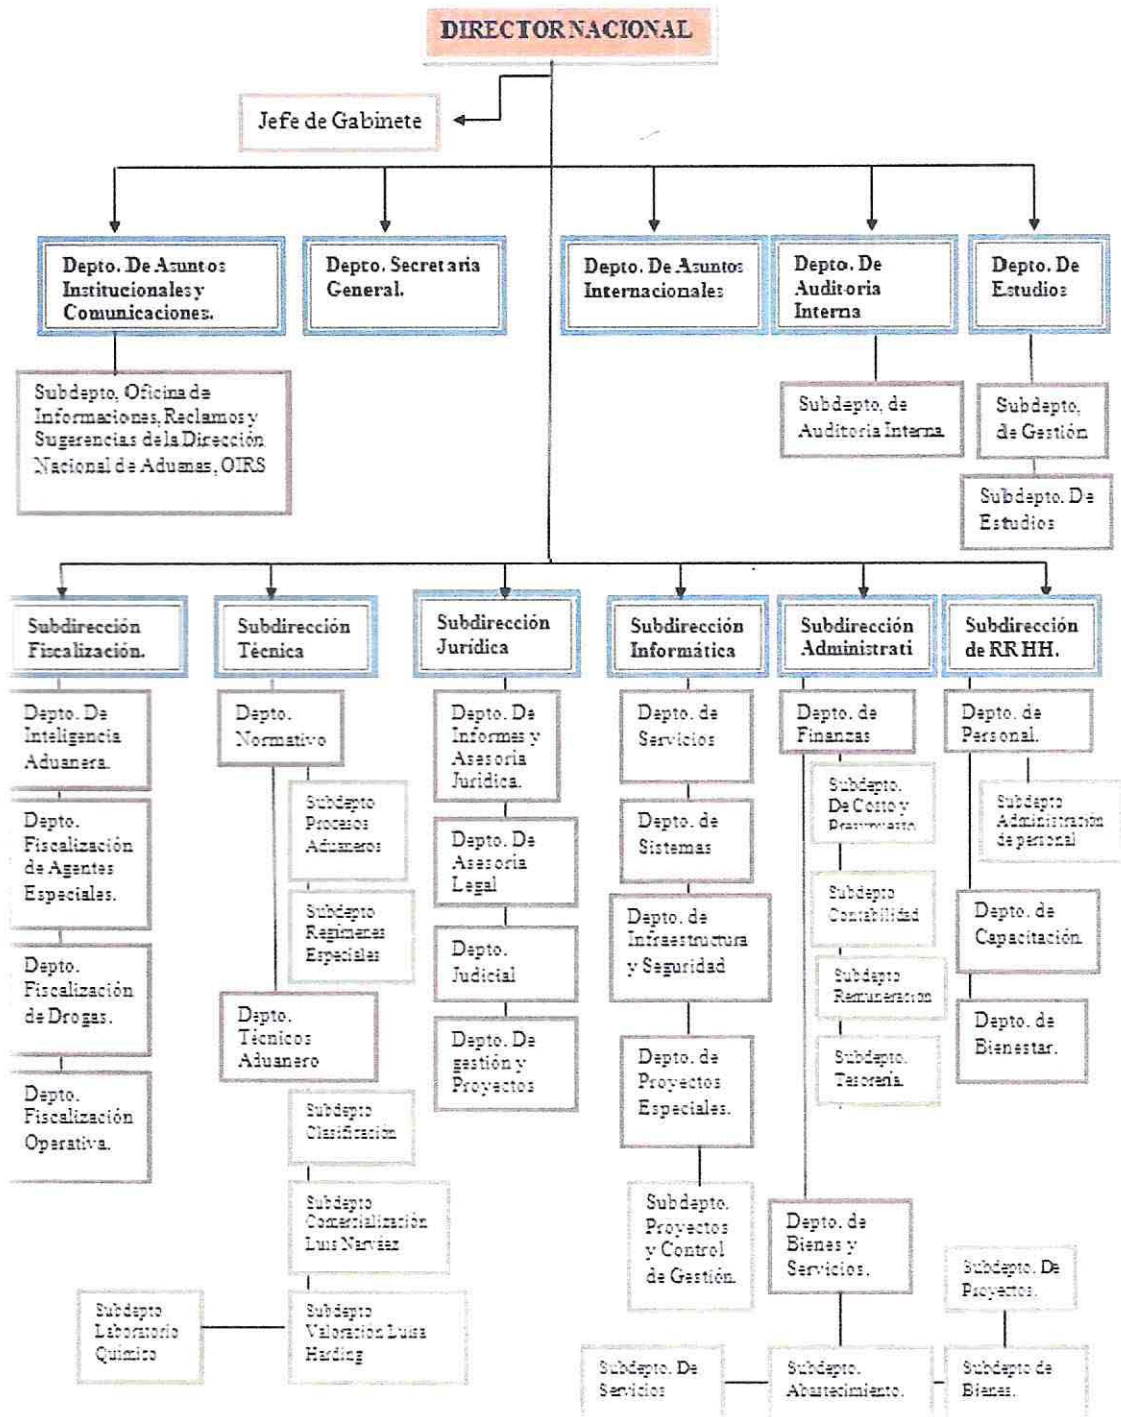 DIRECTOR NACIONAL
Jefe de Gabinete
Depto. De Asuntos
Institucionales y
Comunicaciones.
Depto. Secretaria
General.
Depto. De Asuntos
Internacionales
Depto. De
Auditoria
Interna
Depto. De
Estudios
Subdepto, Oficina de
Informaciones, Reclamos y
Sugerencias de la Dirección
Nacional de Aduanas, OIRS
Subdepto, de
Auditoria Interna
Subdepto,
de Gestión
Subdepto. De
Estudios
Subdirección
Fiscalización.
Subdirección
Técnica
Subdirección
Jurídica
Subdirección
Informática
Subdirección
Administrati
Subdirección
de RR HH.
Depto. De
Inteligencia
Aduanera.
Depto.
Fiscalización
de Agentes
Especiales.
Depto.
Fiscalización
de Drogas.
Depto.
Fiscalización
Operativa.
Depto.
Normativo
Subdepto
Procesos
Aduaneros
Subdepto
Regímenes
Especiales
Depto.
Técnicos
Aduanero
Subdepto
Clasificación
Subdepto
Comercialización
Luis Narváez
Subdepto
Valoración Luisa
Harding
Subdepto
Laboratorio
Químico
Depto. De
Informes y
Asesoria
Jurídica.
Depto. De
Asesoria
Legal
Depto.
Judicial
Depto. De
gestión y
Proyectos
Depto. de
Servicios
Depto. de
Sistemas
Depto. de
Infraestructura
y Seguridad
Depto. de
Proyectos
Especiales.
Subdepto.
Proyectos
y Control
de Gestión.
Depto. de
Finanzas
Subdepto.
De Costo y
Presupuesto
Subdepto
Contabilidad
Subdepto
Remuneración
Subdepto.
Tesorería.
Depto. de
Bienes y
Servicios.
Subdepto. De
Servicios
Subdepto.
Abastecimiento.
Subdepto de
Bienes.
Subdepto. De
Proyectos.
Depto. de
Personal.
Subdepto
Administración
de personal
Depto. de
Capacitación
Depto. de
Bienestar.